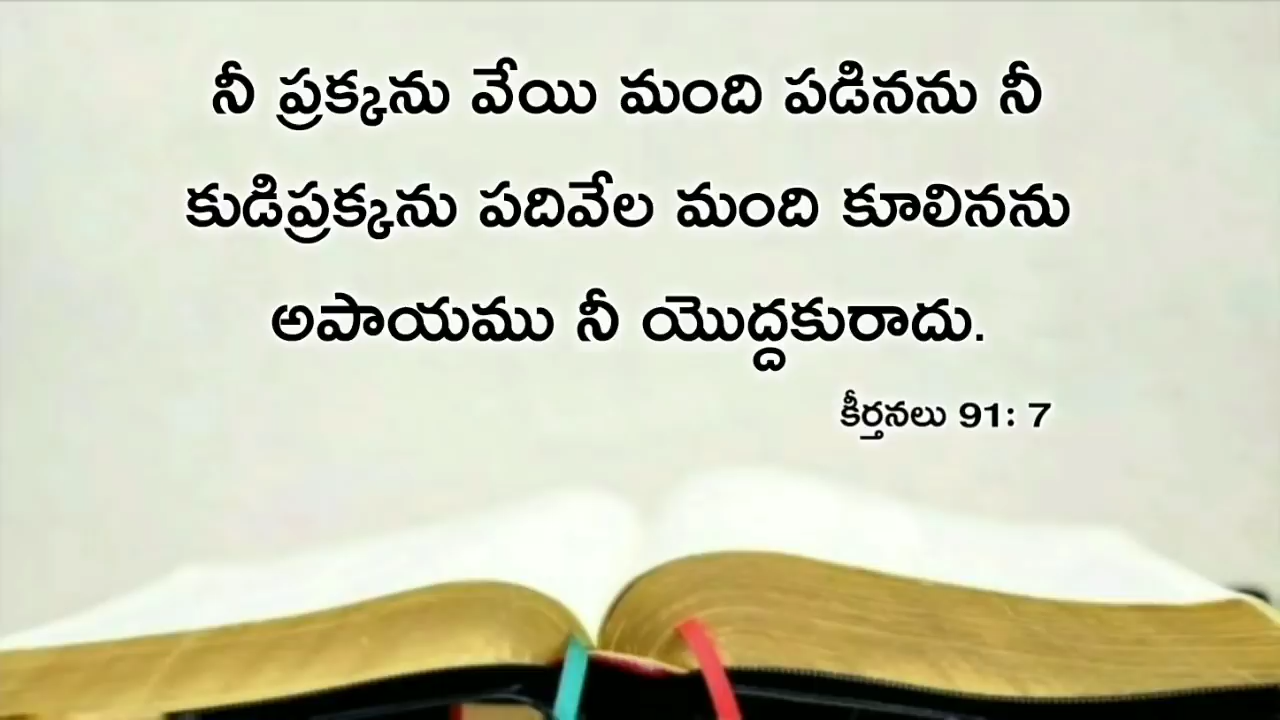 నీ ప్రక్కను వేయి మంది పడినను నీ
కుడిప్రక్కను పదివేల మంది కూలినను
అపాయము నీ యొద్దకురాదు.
కీర్తనలు 91: 7